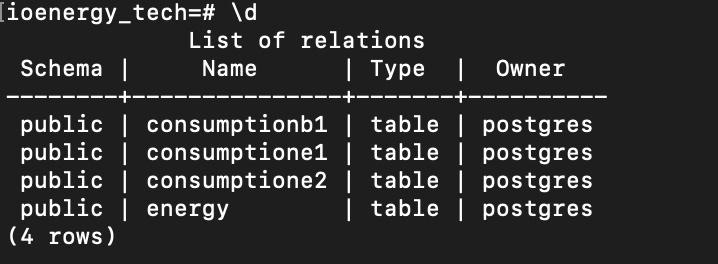 [ioenergy_tech=# \d
             List of relations
 Schema |     Name      | Type  |  Owner
--------+---------------+-------+----------
 public | consumptionb1 | table | postgres
 public | consumptione1 | table | postgres
 public | consumptione2 | table | postgres
 public | energy        | table | postgres
(4 rows)